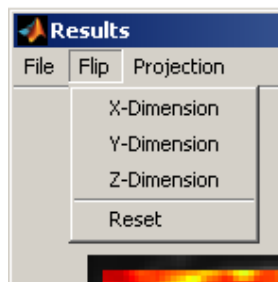 Results
File Flip Projection
X-Dimension
Y-Dimension
Z-Dimension
Reset